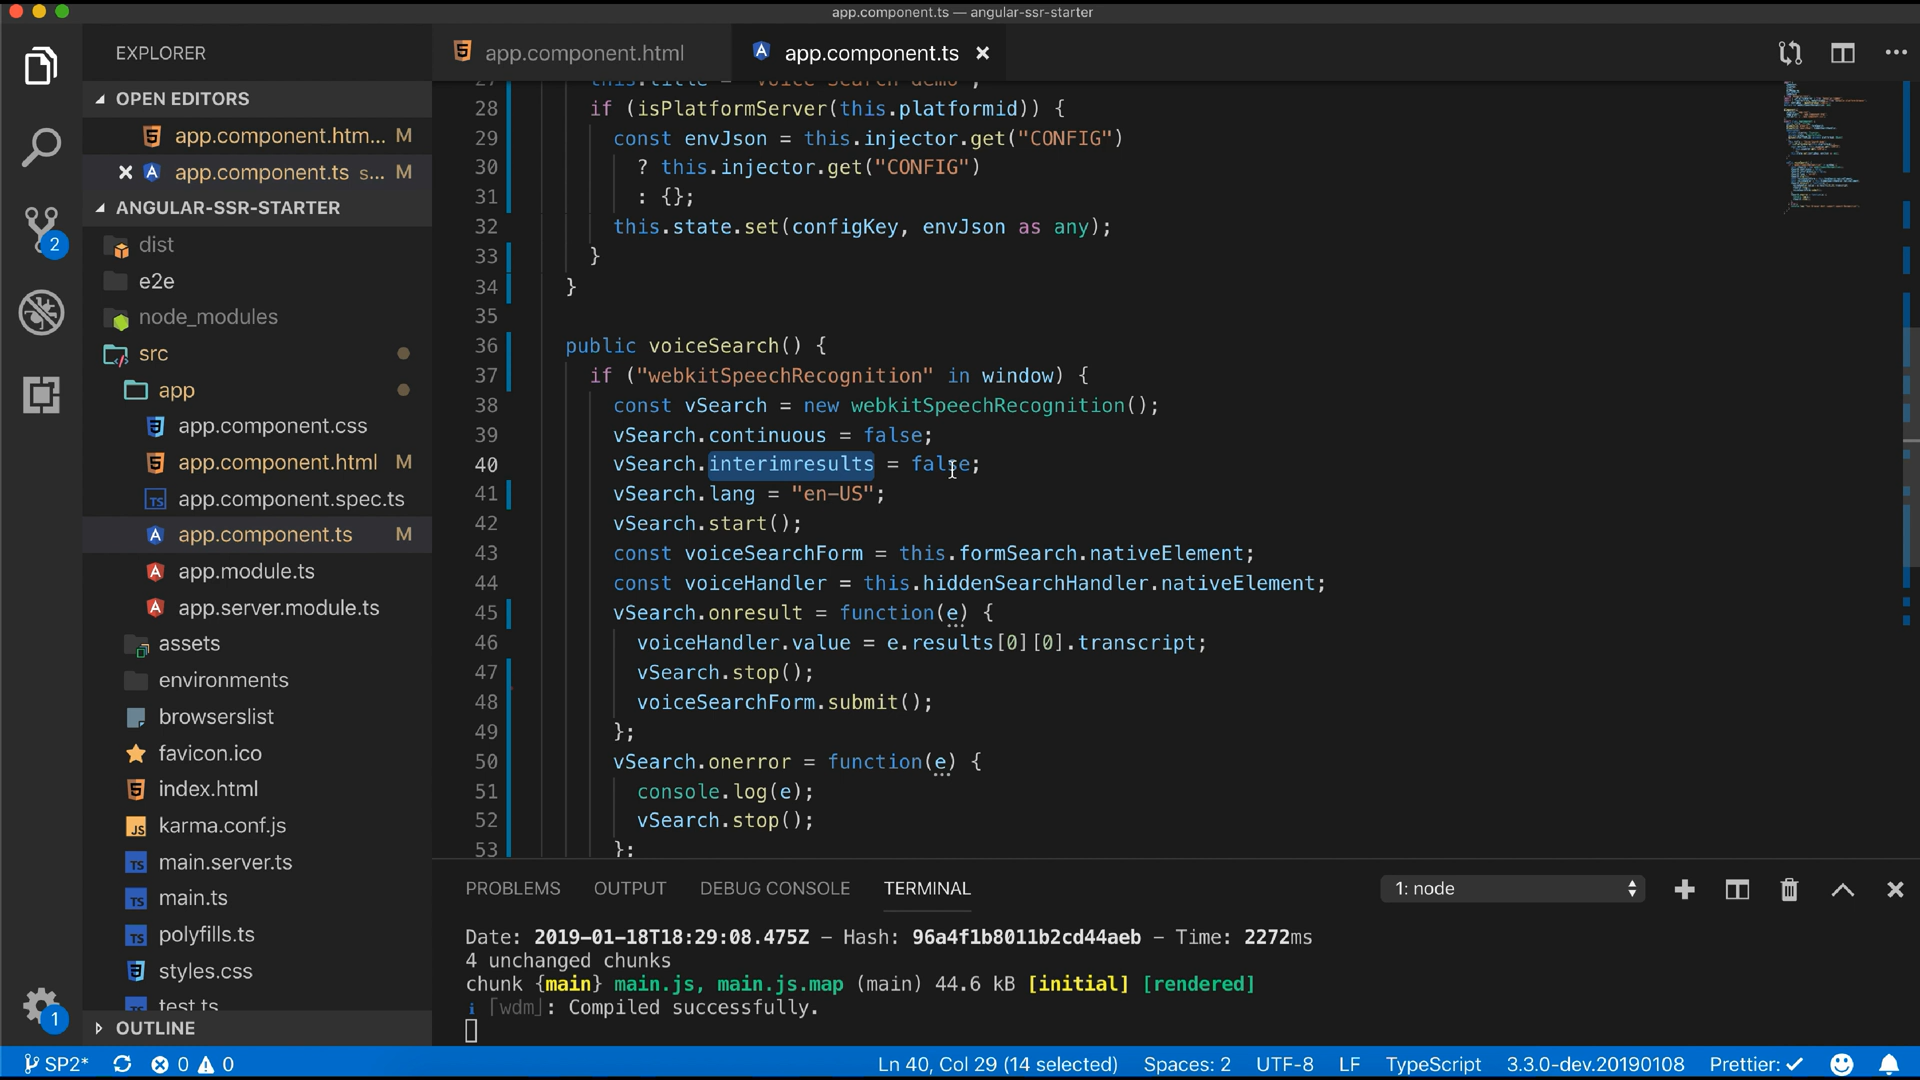 app.component.ts — angular-ssr-starter
EXPLORER
app.component.html
app.component.ts
OPEN EDITORS
app.component.htm... M
app.component.ts s... M
ANGULAR-SSR-STARTER
dist
e2e
node_modules
src
app
app.component.css
app.component.html M
app.component.spec.ts
app.component.ts M
app.module.ts
app.server.module.ts
assets
environments
browserslist
favicon.ico
index.html
karma.conf.js
main.server.ts
main.ts
polyfills.ts
styles.css
test.ts
OUTLINE
2
1
27 this.title = "Voice Search demo";
28 if (isPlatformServer(this.platformid)) {
29 const envJson = this.injector.get("CONFIG")
30 ? this.injector.get("CONFIG")
31 : {};
32 this.state.set(configKey, envJson as any);
33 }
34 }
35
36 public voiceSearch() {
37 if ("webkitSpeechRecognition" in window) {
38 const vSearch = new webkitSpeechRecognition();
39 vSearch.continuous = false;
40 vSearch.interimresults = false;
41 vSearch.lang = "en-US";
42 vSearch.start();
43 const voiceSearchForm = this.formSearch.nativeElement;
44 const voiceHandler = this.hiddenSearchHandler.nativeElement;
45 vSearch.onresult = function(e) {
46 voiceHandler.value = e.results[0][0].transcript;
47 vSearch.stop();
48 voiceSearchForm.submit();
49 };
50 vSearch.onerror = function(e) {
51 console.log(e);
52 vSearch.stop();
53 };
PROBLEMS OUTPUT DEBUG CONSOLE TERMINAL 1: node
Date: 2019-01-18T18:29:08.475Z – Hash: 96a4f1b8011b2cd44aeb – Time: 2272ms
4 unchanged chunks
chunk {main} main.js, main.js.map (main) 44.6 kB [initial] [rendered]
i ｢wdm｣: Compiled successfully.
SP2* 0 0 Ln 40, Col 29 (14 selected) Spaces: 2 UTF-8 LF TypeScript 3.3.0-dev.20190108 Prettier: ✓